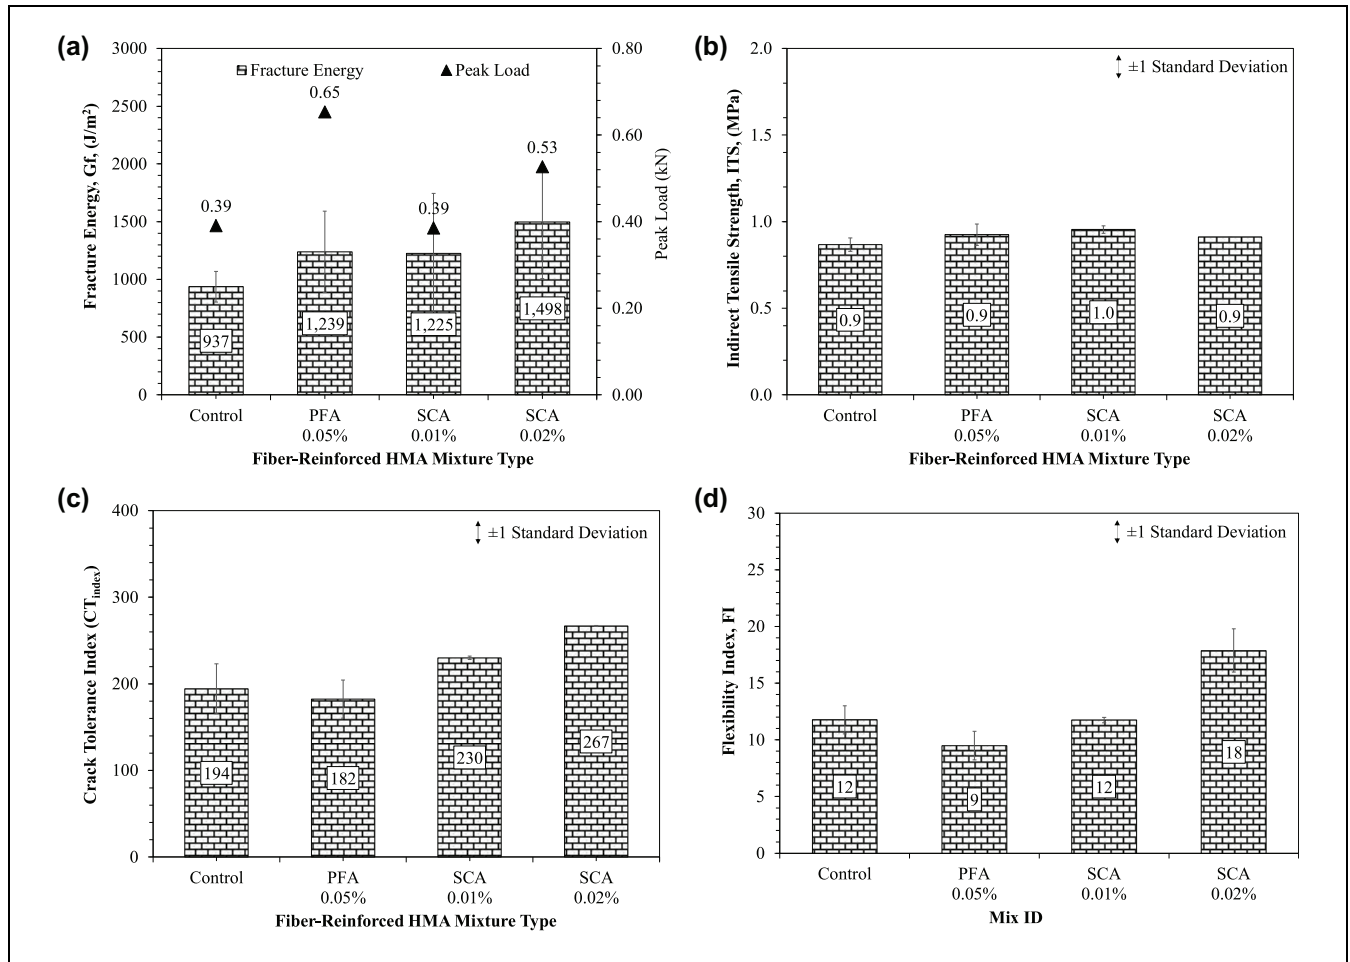 (a)
3000
2500
2000
1500
1000
500
0
Fracture Energy, Gf, (J/m²)
Fracture Energy
Peak Load
0.39
0.65
0.39
0.53
937
1,239
1,225
1,498
0.80
0.60
0.40
0.20
0.00
Peak Load (kN)
Control
PFA
0.05%
SCA
0.01%
SCA
0.02%
Fiber-Reinforced HMA Mixture Type
(b)
2.0
1.5
1.0
0.5
0.0
Indirect Tensile Strength, ITS, (MPa)
±1 Standard Deviation
0.9
0.9
1.0
0.9
Control
PFA
0.05%
SCA
0.01%
SCA
0.02%
Fiber-Reinforced HMA Mixture Type
(c)
400
300
200
100
0
Crack Tolerance Index (CTindex)
±1 Standard Deviation
194
182
230
267
Control
PFA
0.05%
SCA
0.01%
SCA
0.02%
Fiber-Reinforced HMA Mixture Type
(d)
30
25
20
15
10
5
0
Flexibility Index, FI
±1 Standard Deviation
12
9
12
18
Control
PFA
0.05%
SCA
0.01%
SCA
0.02%
Mix ID